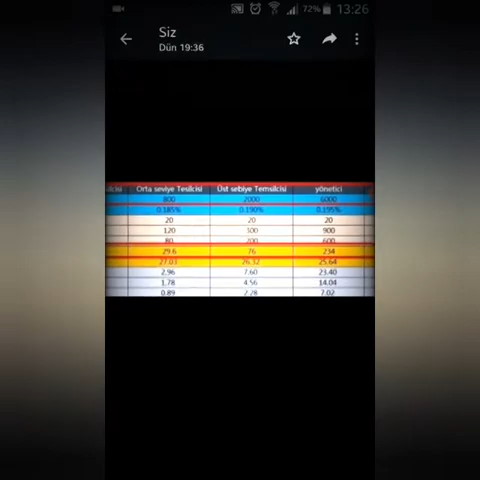 72% 13:26
Siz
Dün 19:36
Orta seviye Tesilcisi Üst sebiye Temsilcisi yönetici
800 2000 6000
0.185% 0.190% 0.195%
20 20 20
120 300 900
80 200 600
29.6 76 234
27.03 26.32 25.64
2.96 7.60 23.40
1.78 4.56 14.04
0.89 2.28 7.02